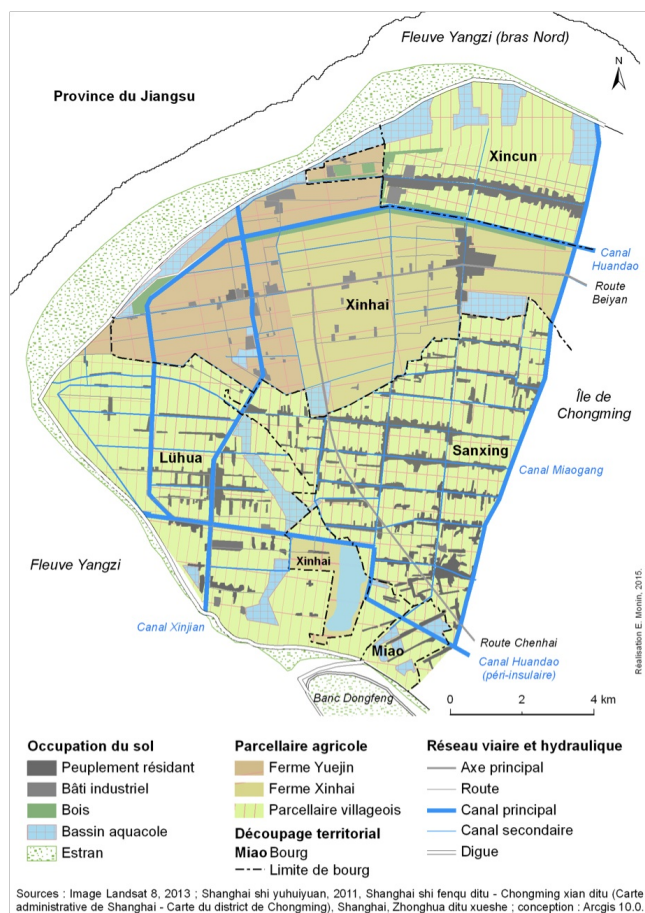 Fleuve Yangzi (bras Nord)
N
Province du Jiangsu
Xincun
Canal
Huandao
Route
Beiyan
Xinhai
Île de
Chongming
Sanxing
Lühua
Canal Miaogang
Fleuve Yangzi
Xinhai
Canal Xinjian
Miao
Route Chenhai
Canal Huandao
(péri-insulaire)
Banc Dongfeng
0 4 km
Réalisation E. Monin, 2015.
Occupation du sol
Peuplement résidant
Bâti industriel
Bois
Bassin aquacole
Estran
Parcellaire agricole
Ferme Yuejin
Ferme Xinhai
Parcellaire villageois
Découpage territorial
Miao Bourg
Limite de bourg
Réseau viaire et hydraulique
Axe principal
Route
Canal principal
Canal secondaire
Digue
Sources : Image Landsat 8, 2013 ; Shanghai shi yuhuiyuan, 2011, Shanghai shi fenqu ditu - Chongming xian ditu (Carte
administrative de Shanghai - Carte du district de Chongming), Shanghai, Zhonghua ditu xueshe ; conception : Arcgis 10.0.